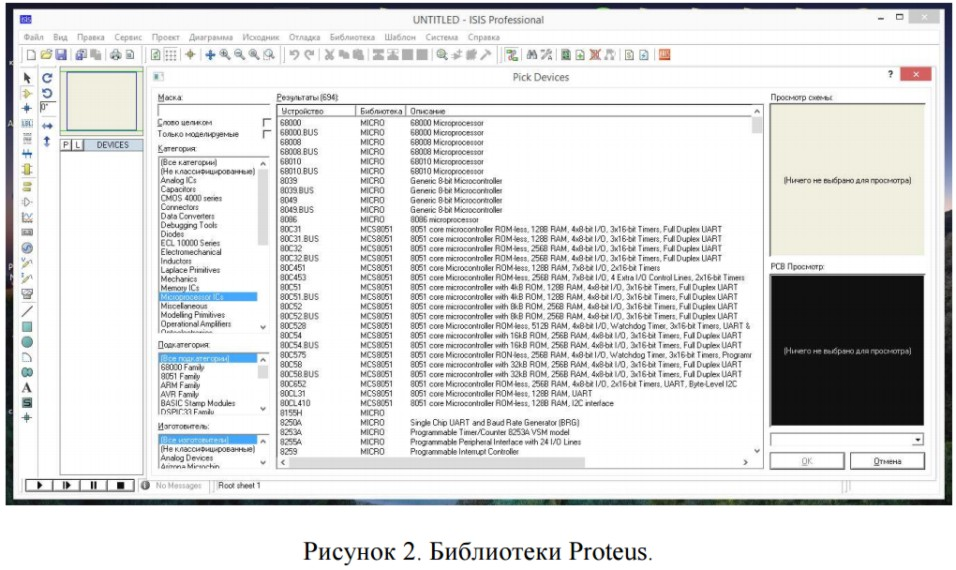 UNTITLED - ISIS Professional
Файл Вид Правка Сервис Проект Диаграмма Исходник Отладка Библиотека Шаблон Система Справка
Pick Devices
Маска:
Слово целиком
Только моделируемые
Категория:
(Все категории)
(Не классифицированные)
Analog ICs
Capacitors
CMOS 4000 series
Connectors
Data Converters
Debugging Tools
Diodes
ECL 10000 Series
Electromechanical
Inductors
Laplace Primitives
Mechanics
Memory ICs
Microprocessor ICs
Miscellaneous
Modelling Primitives
Operational Amplifiers
Optoelectronics
Подкатегория:
(Все подкатегории)
68000 Family
8051 Family
ARM Family
AVR Family
BASIC Stamp Modules
DSPIC33 Family
Изготовитель:
(Все изготовители)
(Не классифицированные)
Analog Devices
Arizona Microchip
P L DEVICES
Результаты (694):
Устройство Библиотека Описание
68000 MICRO 68000 Microprocessor
68000.BUS MICRO 68000 Microprocessor
68008 MICRO 68008 Microprocessor
68008.BUS MICRO 68008 Microprocessor
68010 MICRO 68010 Microprocessor
68010.BUS MICRO 68010 Microprocessor
8039 MICRO Generic 8-bit Microcontroller
8039.BUS MICRO Generic 8-bit Microcontroller
8049 MICRO Generic 8-bit Microcontroller
8049.BUS MICRO Generic 8-bit Microcontroller
8086 MICRO 8086 microprocessor
80C31 MCS8051 8051 core microcontroller ROM-less, 128B RAM, 4x8-bit I/O, 3x16-bit Timers, Full Duplex UART
80C31.BUS MCS8051 8051 core microcontroller ROM-less, 128B RAM, 4x8-bit I/O, 3x16-bit Timers, Full Duplex UART
80C32 MCS8051 8051 core microcontroller ROM-less, 256B RAM, 4x8-bit I/O, 3x16-bit Timers, Full Duplex UART
80C32.BUS MCS8051 8051 core microcontroller ROM-less, 256B RAM, 4x8-bit I/O, 3x16-bit Timers, Full Duplex UART
80C451 MCS8051 8051 core microcontroller ROM-less, 128B RAM, 7x8-bit I/O, 2x16-bit Timers
80C453 MCS8051 8051 core microcontroller ROM-less, 256B RAM, 7x8-bit I/O, 4 Extra I/O Control Lines, 2x16-bit Timers
80C51 MCS8051 8051 core microcontroller with 4kB ROM, 128B RAM, 4x8-bit I/O, 3x16-bit Timers, Full Duplex UART
80C51.BUS MCS8051 8051 core microcontroller with 4kB ROM, 128B RAM, 4x8-bit I/O, 3x16-bit Timers, Full Duplex UART
80C52 MCS8051 8051 core microcontroller with 8kB ROM, 256B RAM, 4x8-bit I/O, 3x16-bit Timers, Full Duplex UART
80C52.BUS MCS8051 8051 core microcontroller with 8kB ROM, 256B RAM, 4x8-bit I/O, 3x16-bit Timers, Full Duplex UART
80C528 MCS8051 8051 core microcontroller ROM-less, 512B RAM, 4x8-bit I/O, Watchdog Timer, 3x16-bit Timers, UART &
80C54 MCS8051 8051 core microcontroller with 16kB ROM, 256B RAM, 4x8-bit I/O, 3x16-bit Timers, Full Duplex UART
80C54.BUS MCS8051 8051 core microcontroller with 16kB ROM, 256B RAM, 4x8-bit I/O, 3x16-bit Timers, Full Duplex UART
80C575 MCS8051 8051 core Microcontroller RON-less, 256B RAM, 4x8-bit I/O, Watchdog Timer, 3x16-bit Timers, Programr
80C58 MCS8051 8051 core microcontroller with 32kB ROM, 256B RAM, 4x8-bit I/O, 3x16-bit Timers, Full Duplex UART
80C58.BUS MCS8051 8051 core microcontroller with 32kB ROM, 256B RAM, 4x8-bit I/O, 3x16-bit Timers, Full Duplex UART
80C652 MCS8051 8051 core Microcontroller ROM-less, 256B RAM, 4x8-bit I/O, 2x16-bit Timers, UART, Byte-Level I2C
80CL31 MCS8051 8051 core Microcontroller ROM-less, 128B RAM, UART
80CL410 MCS8051 8051 core Microcontroller ROM-less, 128B RAM, I2C interface
8155H MICRO
8250A MICRO Single Chip UART and Baud Rate Generator (BRG)
8253A MICRO Programmable Timer/Counter 8253A VSM model
8255A MICRO Programmable Peripheral Interface with 24 I/O Lines
8259 MICRO Programmable Interrupt Controller
Просмотр схемы:
(Ничего не выбрано для просмотра)
PCB Просмотр:
(Ничего не выбрано для просмотра)
OK Отмена
No Messages Root sheet 1
Рисунок 2. Библиотеки Proteus.